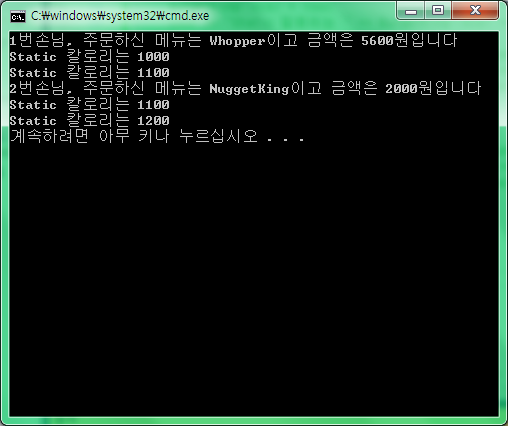 C:₩windows₩system32₩cmd.exe
1번손님, 주문하신 메뉴는 Whopper이고 금액은 5600원입니다
Static 칼로리는 1000
Static 칼로리는 1100
2번손님, 주문하신 메뉴는 NuggetKing이고 금액은 2000원입니다
Static 칼로리는 1100
Static 칼로리는 1200
계속하려면 아무 키나 누르십시오 . . .